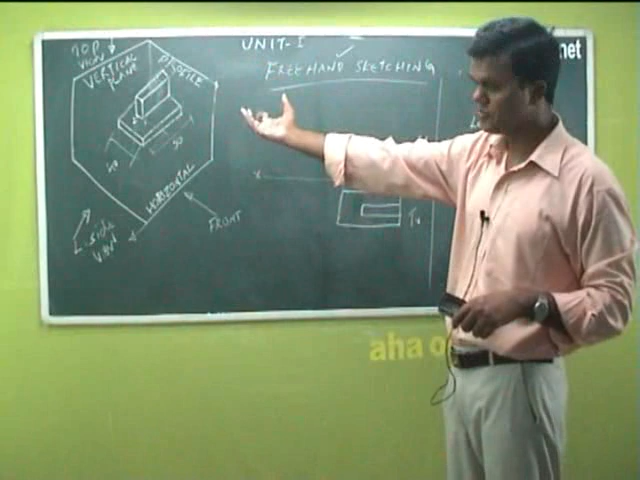 UNIT-I
FREEHAND SKETCHING
TOP
VIEW
VERTICAL
PLANE
PROFILE
40
50
HORIZONTAL
FRONT
side
view
X
net
aha